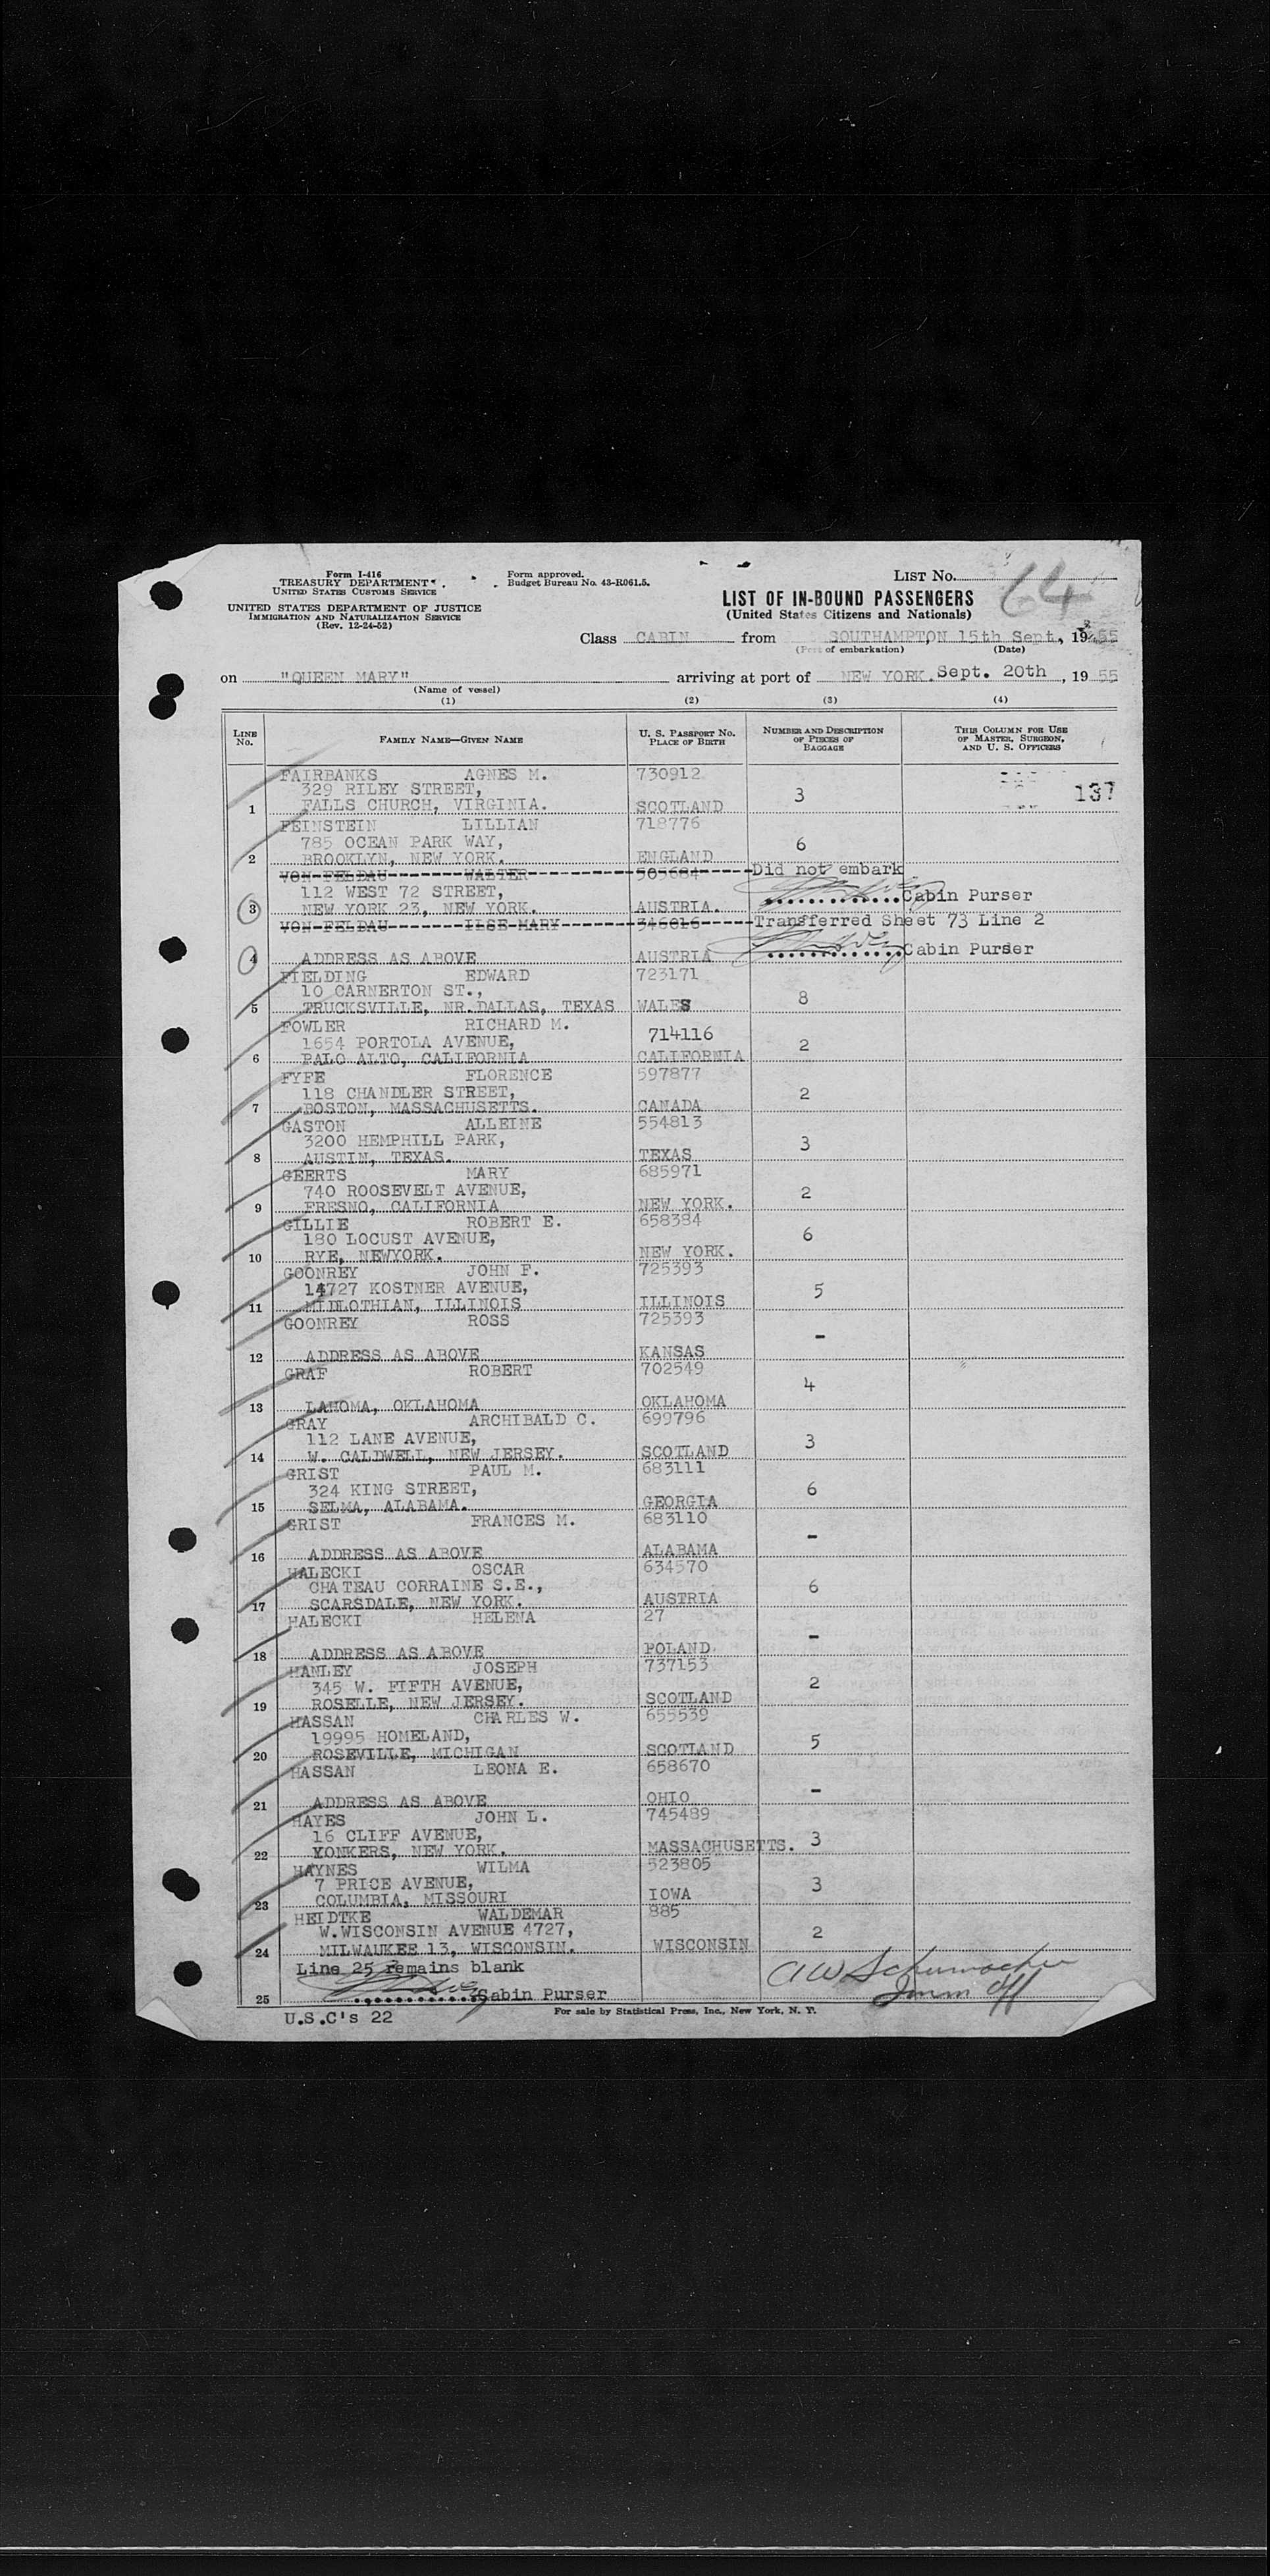 Form I-416
TREASURY DEPARTMENT
UNITED STATES CUSTOMS SERVICE
UNITED STATES DEPARTMENT OF JUSTICE
IMMIGRATION AND NATURALIZATION SERVICE
(Rev. 12-24-52)
Form approved.
Budget Bureau No. 43-R061.5.
LIST NO. 64
LIST OF IN-BOUND PASSENGERS
(United States Citizens and Nationals)
Class CABIN from SOUTHAMPTON, 15th Sept., 1955
(Port of embarkation) (Date)
on "QUEEN MARY" arriving at port of NEW YORK. Sept. 20th, 1955
(Name of vessel)
(1) (2) (3) (4)
LINE NO. FAMILY NAME—GIVEN NAME U. S. PASSPORT NO. PLACE OF BIRTH NUMBER AND DESCRIPTION OF PIECES OF BAGGAGE THIS COLUMN FOR USE OF MASTER, SURGEON, AND U. S. OFFICERS
FAIRBANKS AGNES M. 730912
329 RILEY STREET, 3 137
1 FALLS CHURCH, VIRGINIA. SCOTLAND
FEINSTEIN LILLIAN 718776
785 OCEAN PARK WAY, 6
2 BROOKLYN, NEW YORK. ENGLAND
VON FELDAU WALTER 505684 Did not embark
112 WEST 72 STREET, Cabin Purser
3 NEW YORK 23, NEW YORK. AUSTRIA.
VON FELDAU ILSE MARY 346016 Transferred Sheet 73 Line 2
Cabin Purser
4 ADDRESS AS ABOVE AUSTRIA
FIELDING EDWARD 723171
10 CARNERTON ST., 8
5 TRUCKSVILLE, NR. DALLAS, TEXAS WALES
FOWLER RICHARD M. 714116
1654 PORTOLA AVENUE, 2
6 PALO ALTO, CALIFORNIA CALIFORNIA
FYFE FLORENCE 597877
118 CHANDLER STREET, 2
7 BOSTON, MASSACHUSETTS. CANADA
GASTON ALLEINE 554813
3200 HEMPHILL PARK, 3
8 AUSTIN, TEXAS. TEXAS
GEERTS MARY 685971
740 ROOSEVELT AVENUE, 2
9 FRESNO, CALIFORNIA NEW YORK.
GILLIE ROBERT E. 658384
180 LOCUST AVENUE, 6
10 RYE, NEWYORK. NEW YORK.
GOONREY JOHN F. 725393
14727 KOSTNER AVENUE, 5
11 MIDLOTHIAN, ILLINOIS ILLINOIS
GOONREY ROSS 725393
-
12 ADDRESS AS ABOVE KANSAS
GRAF ROBERT 702549
4
13 LAHOMA, OKLAHOMA OKLAHOMA
GRAY ARCHIBALD C. 699796
112 LANE AVENUE, 3
14 W. CALDWELL, NEW JERSEY. SCOTLAND
GRIST PAUL M. 683111
324 KING STREET, 6
15 SELMA, ALABAMA. GEORGIA
GRIST FRANCES M. 683110
-
16 ADDRESS AS ABOVE ALABAMA
HALECKI OSCAR 634570
CHATEAU CORRAINE S.E., 6
17 SCARSDALE, NEW YORK. AUSTRIA
HALECKI HELENA 27
-
18 ADDRESS AS ABOVE POLAND.
HANLEY JOSEPH 737153
345 W. FIFTH AVENUE, 2
19 ROSELLE, NEW JERSEY. SCOTLAND
HASSAN CHARLES W. 655539
19995 HOMELAND, 5
20 ROSEVILLE, MICHIGAN SCOTLAND
HASSAN LEONA E. 658670
-
21 ADDRESS AS ABOVE OHIO
HAYES JOHN L. 745489
16 CLIFF AVENUE, 3
22 YONKERS, NEW YORK. MASSACHUSETTS.
HAYNES WILMA 523805
7 PRICE AVENUE, 3
23 COLUMBIA, MISSOURI IOWA
HEIDTKE WALDEMAR 885
W.WISCONSIN AVENUE 4727, 2
24 MILWAUKEE 13, WISCONSIN. WISCONSIN
Line 25 remains blank AW Schumacher
25 Cabin Purser Imm Off
U.S.C's 22
For sale by Statistical Press, Inc., New York, N. Y.